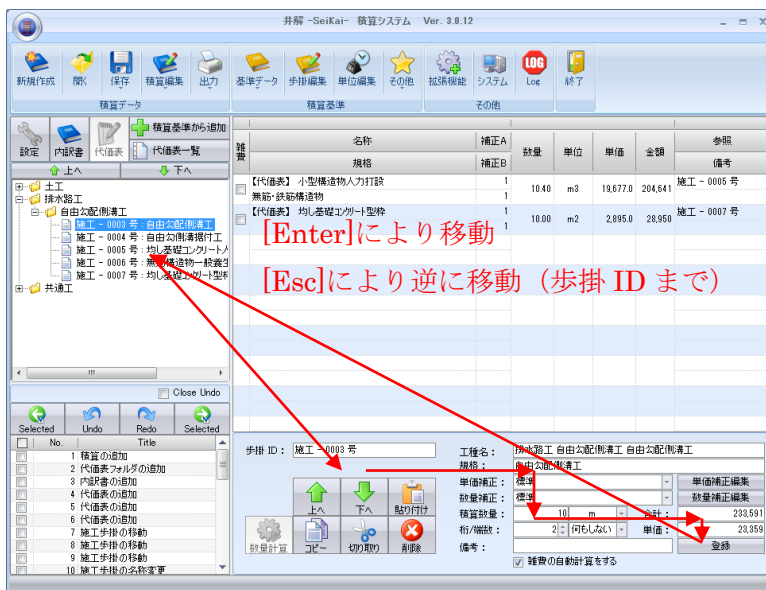 井解 -SeiKai- 積算システム Ver. 3.0.12
新規作成 開く 保存 積算編集 出力 基準データ 歩掛編集 単位編集 その他 拡張機能 システム Log 終了
積算データ 積算基準 その他
設定 内訳書 代価表 積算基準から追加
代価表一覧
上へ 下へ
土工
排水路工
自由勾配側溝工
施工 - 0003 号 : 自由勾配側溝工
施工 - 0004 号 : 自由勾配側溝据付工
施工 - 0005 号 : 均し基礎コンクリート人
施工 - 0006 号 : 無筋構造物一般養生
施工 - 0007 号 : 均し基礎コンクリート型枠
共通工
雑費 名称 補正A 数量 単位 単価 金額 参照
規格 補正B 備考
【代価表】 小型構造物人力打設 1 10.40 m3 19,677.0 204,641 施工 - 0005 号
無筋・鉄筋構造物 1
【代価表】 均し基礎コンクリート型枠 1 10.00 m2 2,895.0 28,950 施工 - 0007 号
1
[Enter]により移動
[Esc]により逆に移動（歩掛 ID まで）
Close Undo
Selected Undo Redo Selected
No. Title
1 積算の追加
2 代価表フォルダの追加
3 内訳書の追加
4 代価表の追加
5 代価表の追加
6 代価表の追加
7 施工歩掛の移動
8 施工歩掛の移動
9 施工歩掛の移動
10 施工歩掛の名称変更
歩掛 ID : 施工 - 0003 号
上へ 下へ 貼り付け
数量計算 コピー 切り取り 削除
工種名 : 排水路工 自由勾配側溝工 自由勾配側溝工
規格 : 自由勾配側溝工
単価補正 : 標準 単価補正編集
数量補正 : 標準 数量補正編集
積算数量 : 10 m 合計 : 233,591
桁/端数 : 2 何もしない 単価 : 23,359
備考 : 登録
雑費の自動計算をする